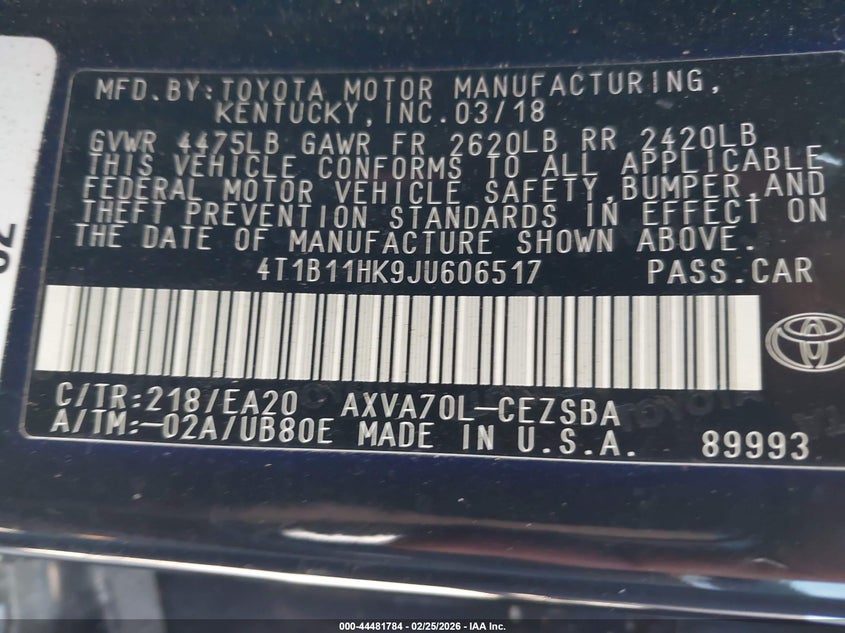 MFD.BY:TOYOTA MOTOR MANUFACTURING,
KENTUCKY,INC.03/18
GVWR 4475LB GAWR FR 2620LB RR 2420LB
THIS VEHICLE CONFORMS TO ALL APPLICABLE
FEDERAL MOTOR VEHICLE SAFETY,BUMPER,AND
THEFT PREVENTION STANDARDS IN EFFECT ON
THE DATE OF MANUFACTURE SHOWN ABOVE.
4T1B11HK9JU606517 PASS.CAR
C/TR:218/EA20 AXVA70L-CEZSBA
A/TM:-02A/UB80E MADE IN U.S.A. 89993
000-44481784 - 02/25/2026 - IAA Inc.